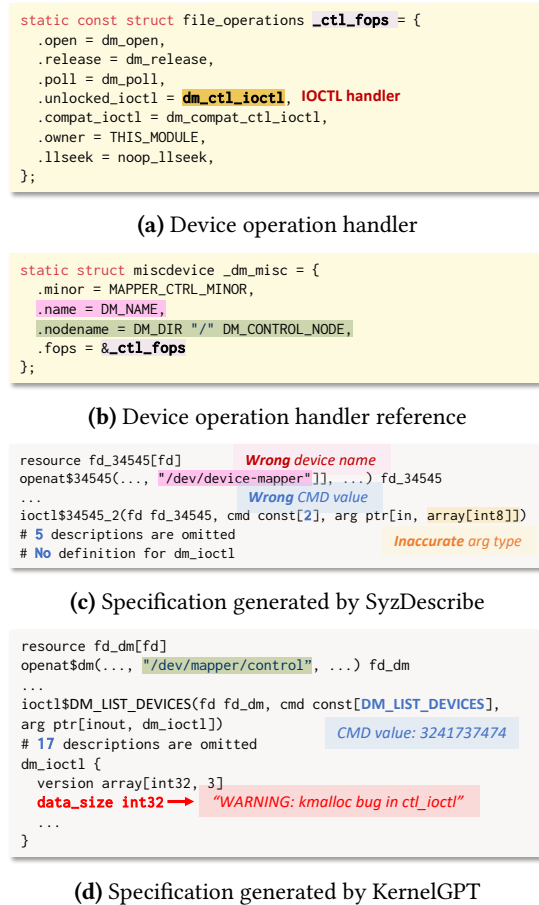 static const struct file_operations _ctl_fops = {
.open = dm_open,
.release = dm_release,
.poll = dm_poll,
.unlocked_ioctl = dm_ctl_ioctl, IOCTL handler
.compat_ioctl = dm_compat_ctl_ioctl,
.owner = THIS_MODULE,
.llseek = noop_llseek,
};
(a) Device operation handler
static struct miscdevice _dm_misc = {
.minor = MAPPER_CTRL_MINOR,
.name = DM_NAME,
.nodename = DM_DIR "/" DM_CONTROL_NODE,
.fops = &_ctl_fops
};
(b) Device operation handler reference
resource fd_34545[fd] Wrong device name
openat$34545(..., "/dev/device-mapper"]], ...) fd_34545
... Wrong CMD value
ioctl$34545_2(fd fd_34545, cmd const[2], arg ptr[in, array[int8]])
# 5 descriptions are omitted Inaccurate arg type
# No definition for dm_ioctl
(c) Specification generated by SyzDescribe
resource fd_dm[fd]
openat$dm(..., "/dev/mapper/control”, ...) fd_dm
...
ioctl$DM_LIST_DEVICES(fd fd_dm, cmd const[DM_LIST_DEVICES],
arg ptr[inout, dm_ioctl])
# 17 descriptions are omitted CMD value: 3241737474
dm_ioctl {
version array[int32, 3]
data_size int32 “WARNING: kmalloc bug in ctl_ioctl”
...
}
(d) Specification generated by KernelGPT